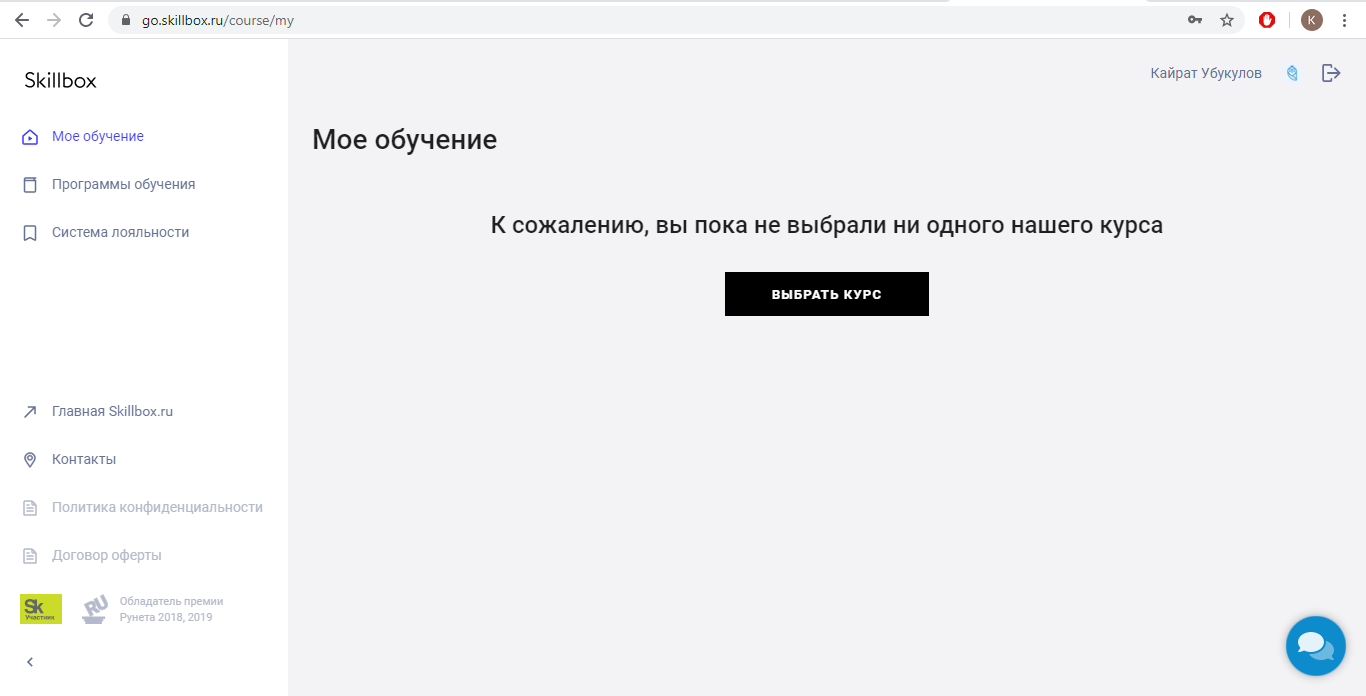 go.skillbox.ru/course/my
K
Skillbox
Кайрат Убукулов
Мое обучение
Программы обучения
Система лояльности
Мое обучение
К сожалению, вы пока не выбрали ни одного нашего курса
ВЫБРАТЬ КУРС
Главная Skillbox.ru
Контакты
Политика конфиденциальности
Договор оферты
Sk
Участник
RU
Обладатель премии
Рунета 2018, 2019